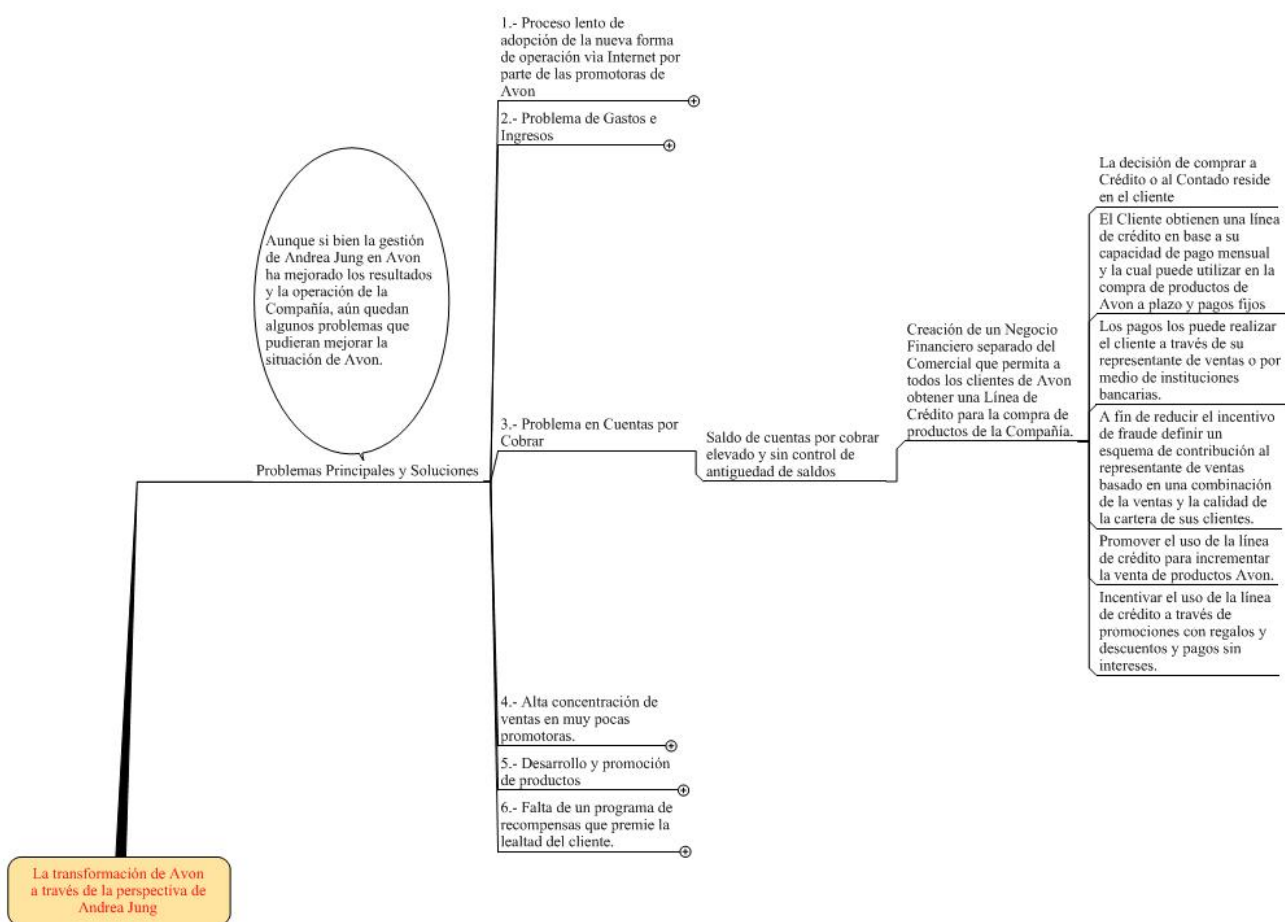 1.- Proceso lento de
adopción de la nueva forma
de operación vìa Internet por
parte de las promotoras de
Avon
2.- Problema de Gastos e
Ingresos
Aunque si bien la gestión
de Andrea Jung en Avon
ha mejorado los resultados
y la operación de la
Compañía, aún quedan
algunos problemas que
pudieran mejorar la
situación de Avon.
Problemas Principales y Soluciones
3.- Problema en Cuentas por
Cobrar
Saldo de cuentas por cobrar
elevado y sin control de
antiguedad de saldos
Creación de un Negocio
Financiero separado del
Comercial que permita a
todos los clientes de Avon
obtener una Línea de
Crédito para la compra de
productos de la Compañía.
La decisión de comprar a
Crédito o al Contado reside
en el cliente
El Cliente obtienen una línea
de crédito en base a su
capacidad de pago mensual
y la cual puede utilizar en la
compra de productos de
Avon a plazo y pagos fijos
Los pagos los puede realizar
el cliente a través de su
representante de ventas o por
medio de instituciones
bancarias.
A fin de reducir el incentivo
de fraude definir un
esquema de contribución al
representante de ventas
basado en una combinación
de la ventas y la calidad de
la cartera de sus clientes.
Promover el uso de la línea
de crédito para incrementar
la venta de productos Avon.
Incentivar el uso de la línea
de crédito a través de
promociones con regalos y
descuentos y pagos sin
intereses.
4.- Alta concentración de
ventas en muy pocas
promotoras.
5.- Desarrollo y promoción
de productos
6.- Falta de un programa de
recompensas que premie la
lealtad del cliente.
La transformación de Avon
a través de la perspectiva de
Andrea Jung